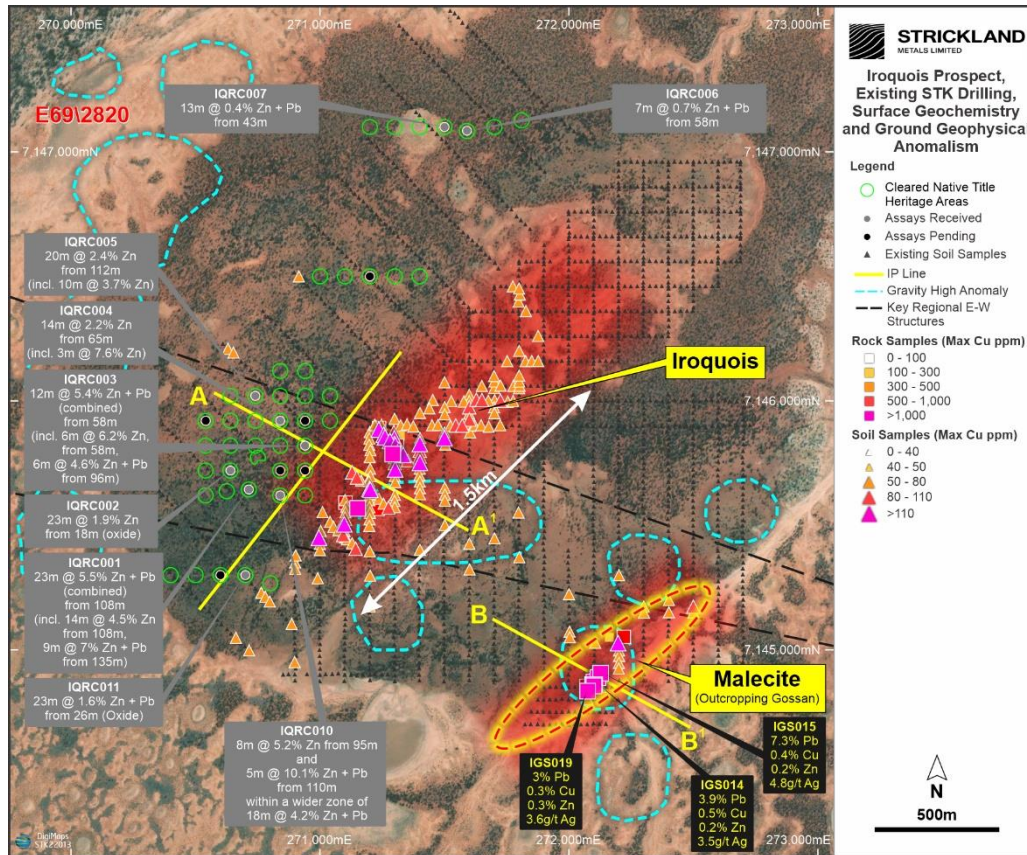 270,000mE
271,000mE
272,000mE
273,000mE
E69\2820
IQRC007
13m @ 0.4% Zn + Pb
from 43m
IQRC006
7m @ 0.7% Zn + Pb
from 58m
7,147,000mN
7,147,000mN
IQRC005
20m @ 2.4% Zn
from 112m
(incl. 10m @ 3.7% Zn)
IQRC004
14m @ 2.2% Zn
from 65m
(incl. 3m @ 7.6% Zn)
IQRC003
12m @ 5.4% Zn + Pb
(combined)
from 58m
(incl. 6m @ 6.2% Zn,
from 58m,
6m @ 4.6% Zn + Pb
from 96m)
IQRC002
23m @ 1.9% Zn
from 18m (oxide)
IQRC001
23m @ 5.5% Zn + Pb
(combined)
from 108m
(incl. 14m @ 4.5% Zn
from 108m,
9m @ 7% Zn + Pb
from 135m)
IQRC011
23m @ 1.6% Zn + Pb
from 26m (Oxide)
IQRC010
8m @ 5.2% Zn from 95m
and
5m @ 10.1% Zn + Pb
from 110m
within a wider zone of
18m @ 4.2% Zn + Pb
A
A1
Iroquois
1.5km
7,146,000mN
B
B1
7,145,000mN
Malecite
(Outcropping Gossan)
IGS019
3% Pb
0.3% Cu
0.3% Zn
3.6g/t Ag
IGS014
3.9% Pb
0.5% Cu
0.2% Zn
3.5g/t Ag
IGS015
7.3% Pb
0.4% Cu
0.2% Zn
4.8g/t Ag
DigiMaps
STK222013
271,000mE
272,000mE
273,000mE
STRICKLAND
METALS LIMITED
Iroquois Prospect,
Existing STK Drilling,
Surface Geochemistry
and Ground Geophysical
Anomalism
Legend
Cleared Native Title
Heritage Areas
Assays Received
Assays Pending
Existing Soil Samples
IP Line
Gravity High Anomaly
Key Regional E-W
Structures
Rock Samples (Max Cu ppm)
0 - 100
100 - 300
300 - 500
500 - 1,000
>1,000
Soil Samples (Max Cu ppm)
0 - 40
40 - 50
50 - 80
80 - 110
>110
N
500m